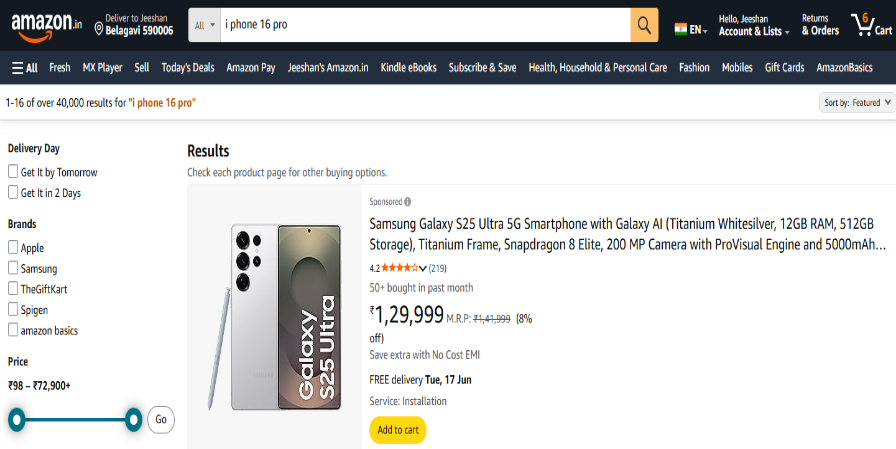 amazon.in
Deliver to Jeeshan
Belagavi 590006
All
i phone 16 pro
EN
Hello, Jeeshan
Account & Lists
Returns
& Orders
6
Cart
All Fresh MX Player Sell Today's Deals Amazon Pay Jeeshan's Amazon.in Kindle eBooks Subscribe & Save Health, Household & Personal Care Fashion Mobiles Gift Cards AmazonBasics
1-16 of over 40,000 results for "i phone 16 pro"
Sort by: Featured
Delivery Day
Get It by Tomorrow
Get It in 2 Days
Brands
Apple
Samsung
TheGiftKart
Spigen
amazon basics
Price
₹98 – ₹72,900+
Go
Results
Check each product page for other buying options.
Galaxy
S25 Ultra
Sponsored
Samsung Galaxy S25 Ultra 5G Smartphone with Galaxy AI (Titanium Whitesilver, 12GB RAM, 512GB
Storage), Titanium Frame, Snapdragon 8 Elite, 200 MP Camera with ProVisual Engine and 5000mAh...
4.2 (219)
50+ bought in past month
₹1,29,999 M.R.P: ₹1,41,999 (8%
off)
Save extra with No Cost EMI
FREE delivery Tue, 17 Jun
Service: Installation
Add to cart